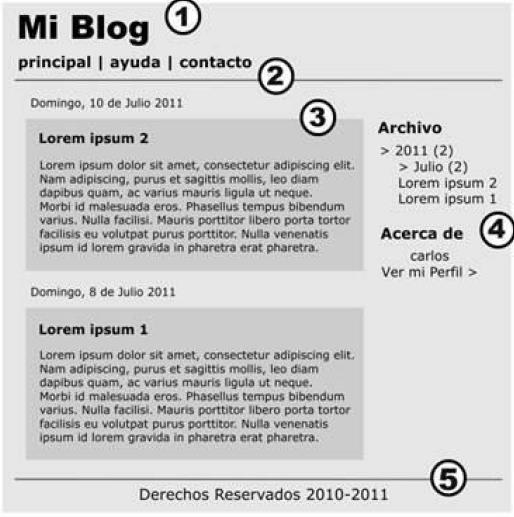 Mi Blog 1
principal | ayuda | contacto
2
Domingo, 10 de Julio 2011
3
Lorem ipsum 2
Lorem ipsum dolor sit amet, consectetur adipiscing elit.
Nam adipiscing, purus et sagittis mollis, leo diam
dapibus quam, ac varius mauris ligula ut neque.
Morbi id malesuada eros. Phasellus tempus bibendum
varius. Nulla facilisi. Mauris porttitor libero porta tortor
facilisis eu volutpat purus porttitor. Nulla venenatis
ipsum id lorem gravida in pharetra erat pharetra.
Domingo, 8 de Julio 2011
Lorem ipsum 1
Lorem ipsum dolor sit amet, consectetur adipiscing elit.
Nam adipiscing, purus et sagittis mollis, leo diam
dapibus quam, ac varius mauris ligula ut neque.
Morbi id malesuada eros. Phasellus tempus bibendum
varius. Nulla facilisi. Mauris porttitor libero porta tortor
facilisis eu volutpat purus porttitor. Nulla venenatis
ipsum id lorem gravida in pharetra erat pharetra.
Archivo
> 2011 (2)
> Julio (2)
Lorem ipsum 2
Lorem ipsum 1
Acerca de 4
carlos
Ver mi Perfil >
5
Derechos Reservados 2010-2011